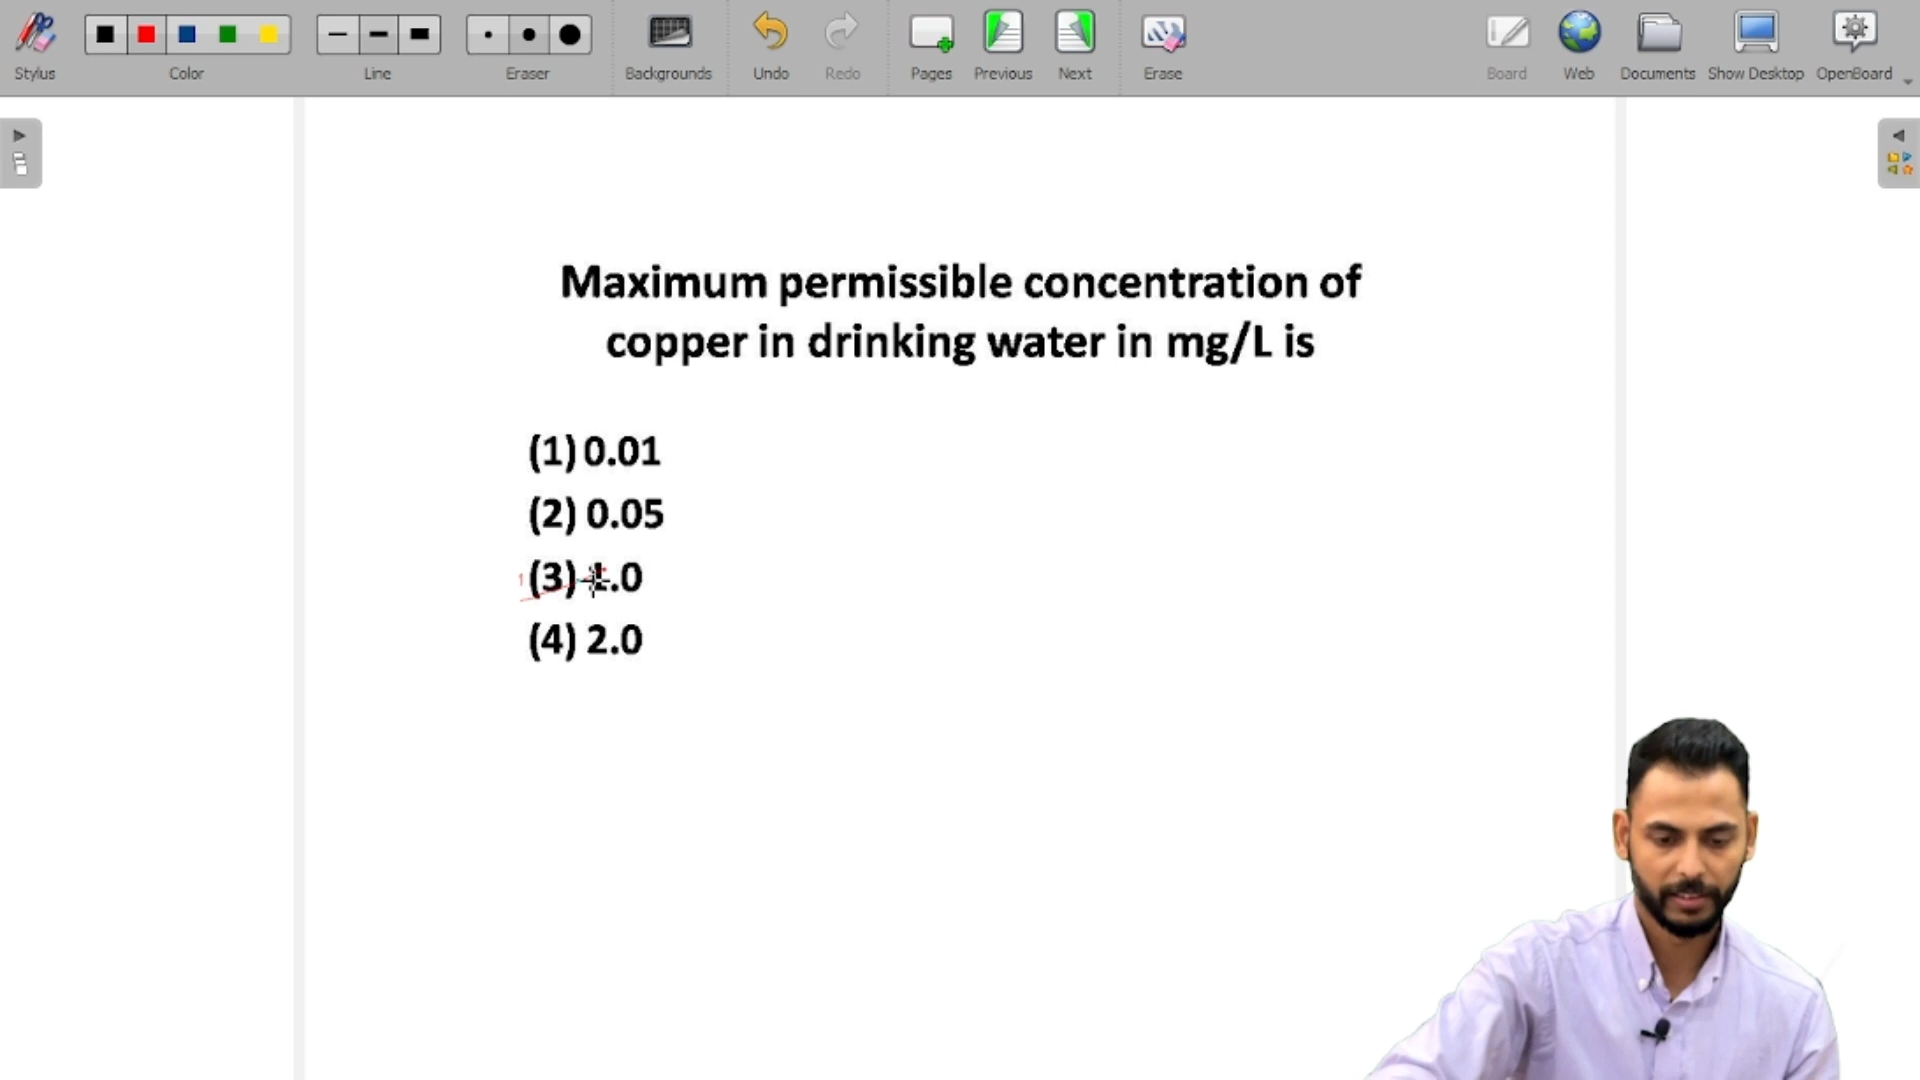 Stylus
Color
Line
Eraser
Backgrounds
Undo
Redo
Pages
Previous
Next
Erase
Board
Web
Documents
Show Desktop
OpenBoard
Maximum permissible concentration of
copper in drinking water in mg/L is
(1) 0.01
(2) 0.05
(3) 1.0
(4) 2.0